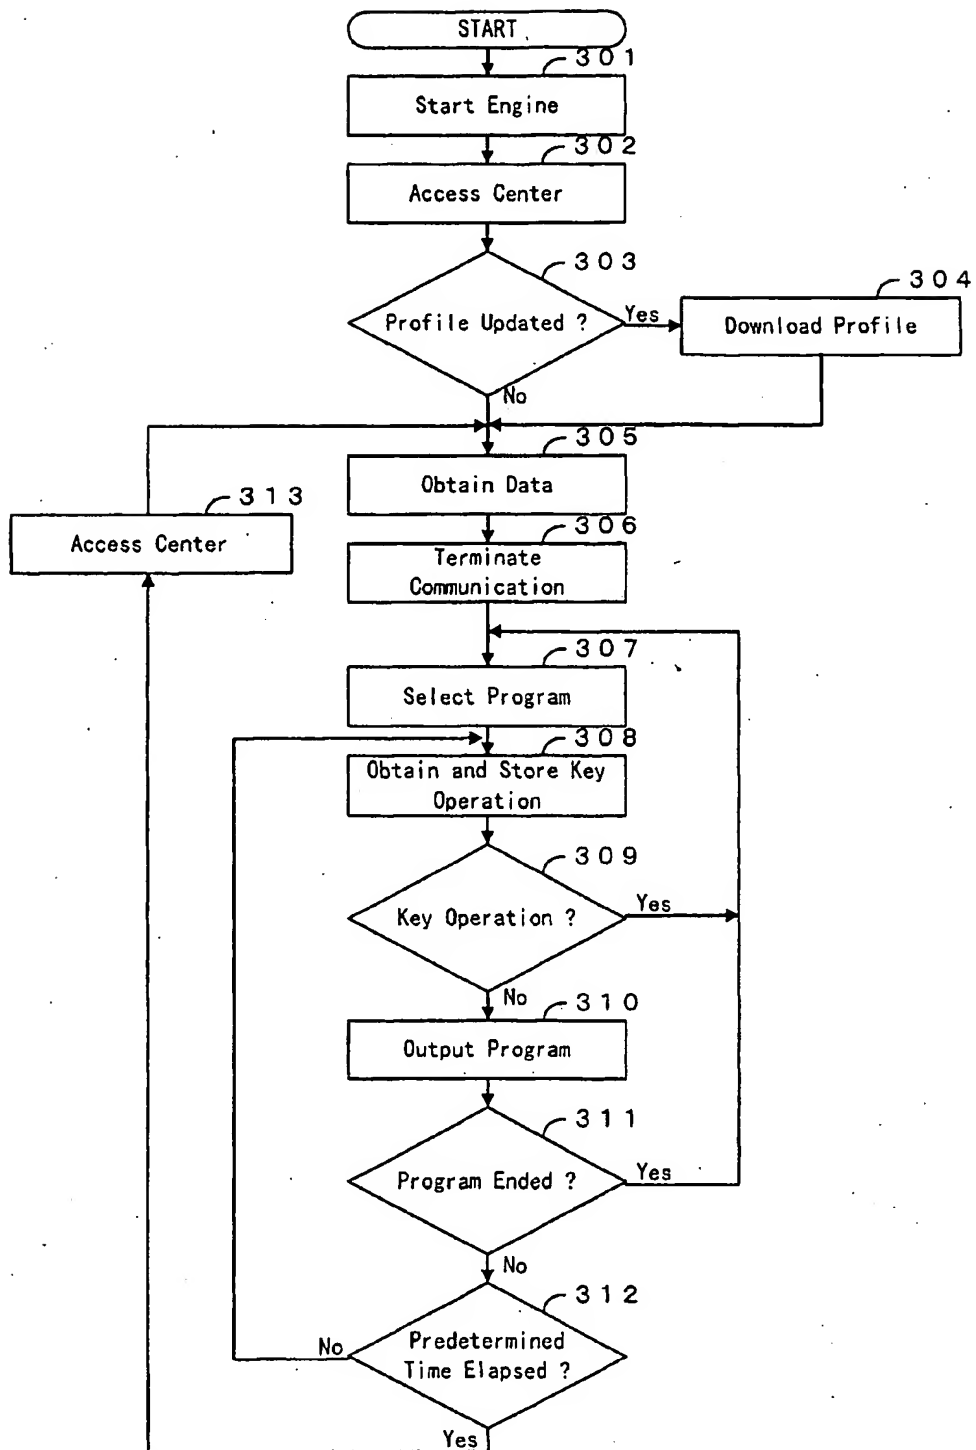 START
301
Start Engine
302
Access Center
303
Profile Updated ?
Yes
304
Download Profile
No
305
Obtain Data
313
Access Center
306
Terminate
Communication
307
Select Program
308
Obtain and Store Key
Operation
309
Key Operation ?
Yes
No
310
Output Program
311
Program Ended ?
Yes
No
312
Predetermined
Time Elapsed ?
No
Yes